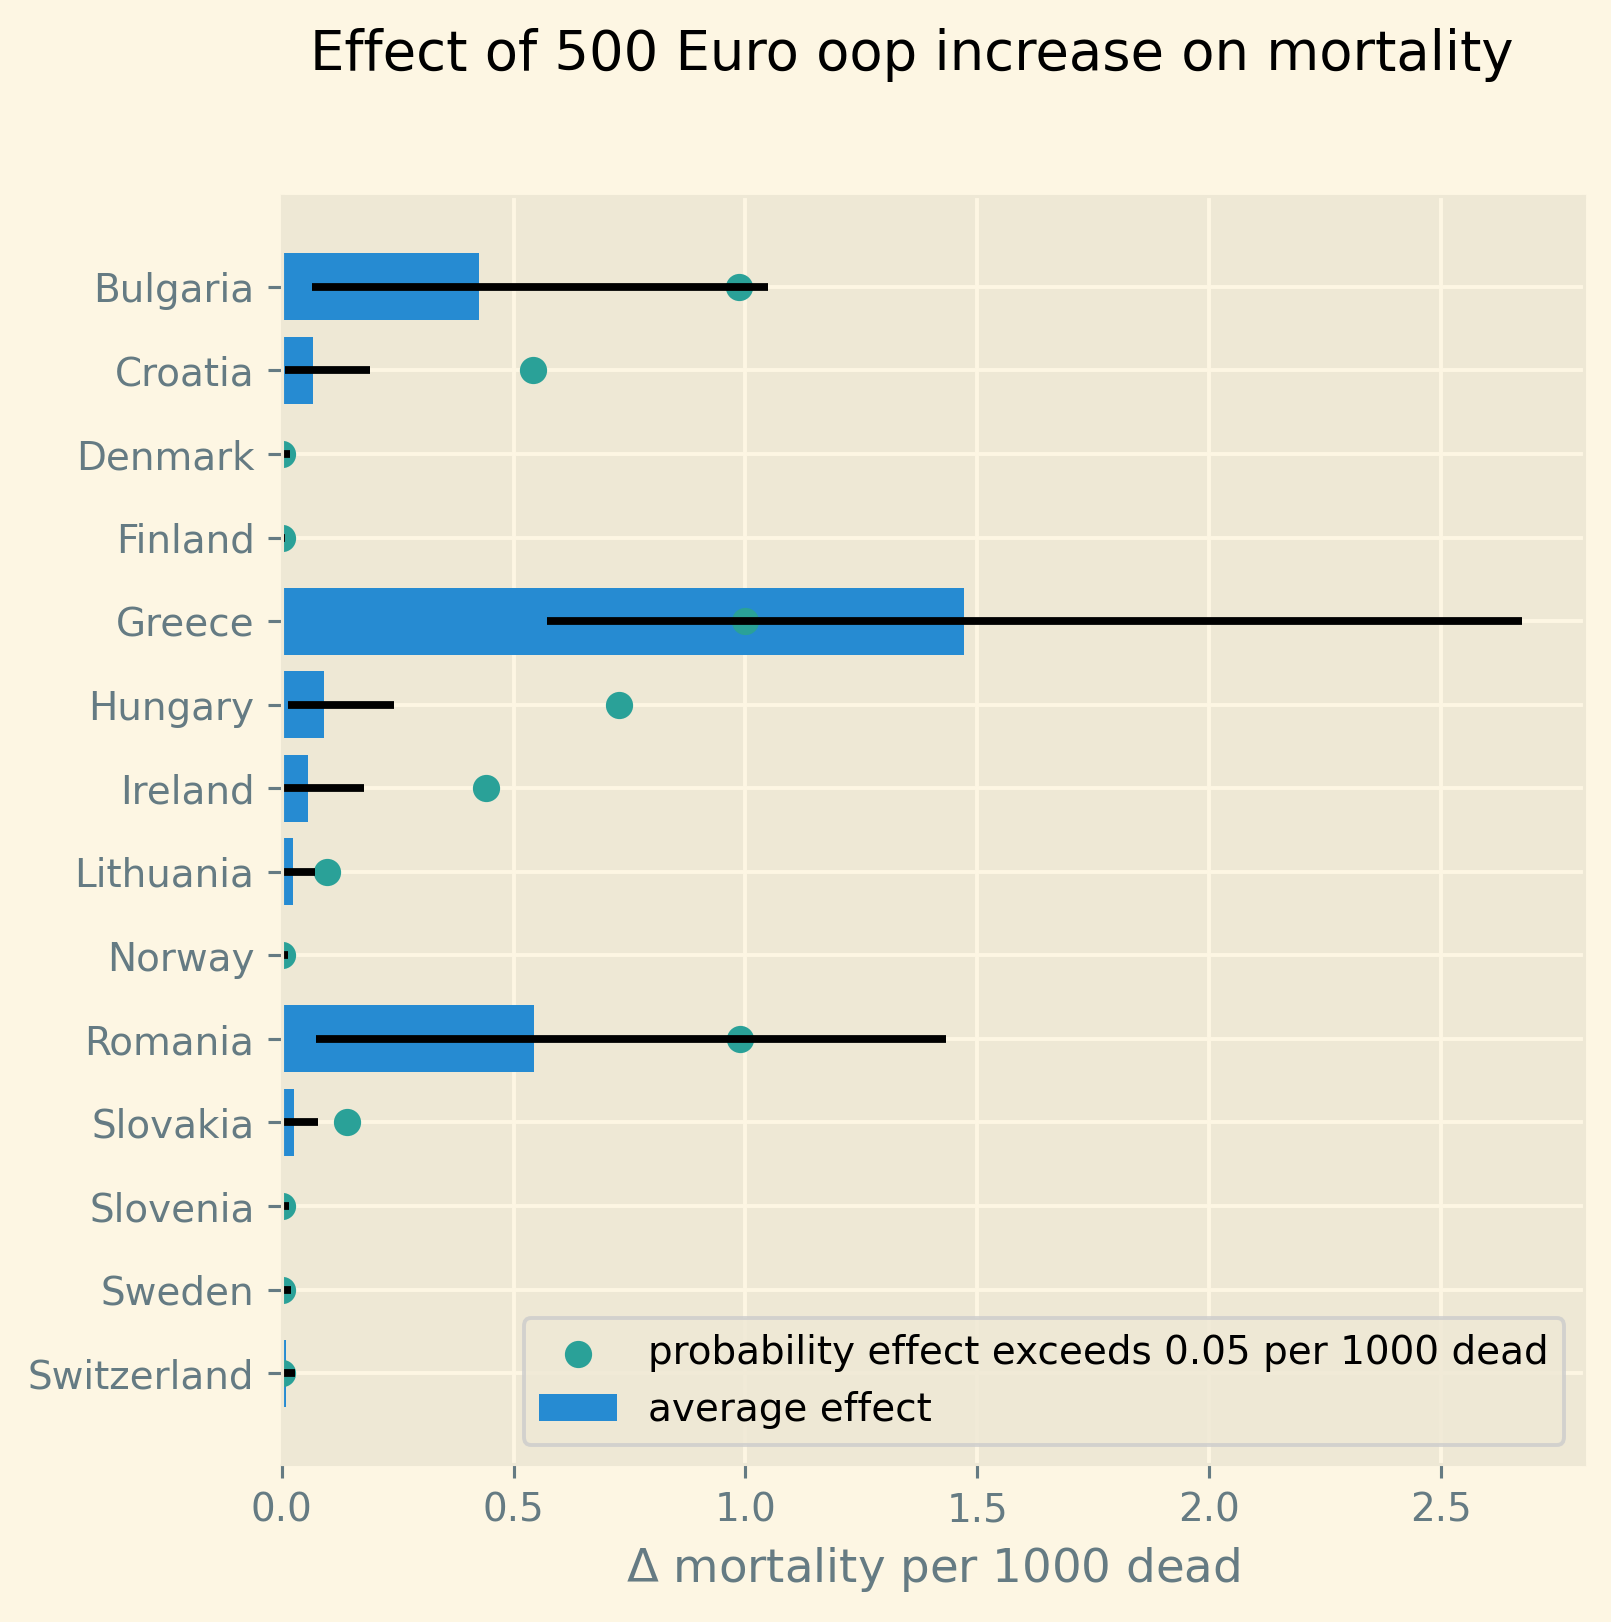 Effect of 500 Euro oop increase on mortality
Bulgaria
Croatia
Denmark
Finland
Greece
Hungary
Ireland
Lithuania
Norway
Romania
Slovakia
Slovenia
Sweden
Switzerland
probability effect exceeds 0.05 per 1000 dead
average effect
0.0 0.5 1.0 1.5 2.0 2.5
Δ mortality per 1000 dead